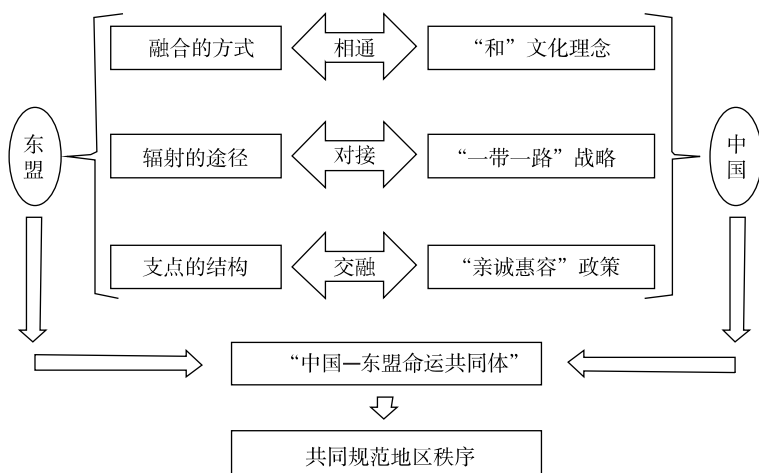 融合的方式
相通
“和”文化理念
东盟
辐射的途径
对接
“一带一路”战略
中国
支点的结构
交融
“亲诚惠容”政策
“中国—东盟命运共同体”
共同规范地区秩序